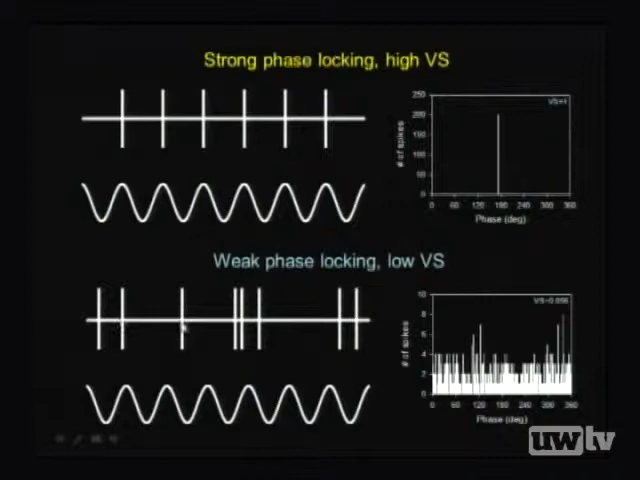 Strong phase locking, high VS
VS=1
250
200
150
100
50
0
# of spikes
0 60 120 180 240 300 360
Phase (deg)
Weak phase locking, low VS
10
8
6
4
2
0
# of spikes
0 60 120 180 240 300 360
Phase (deg)
uwtv